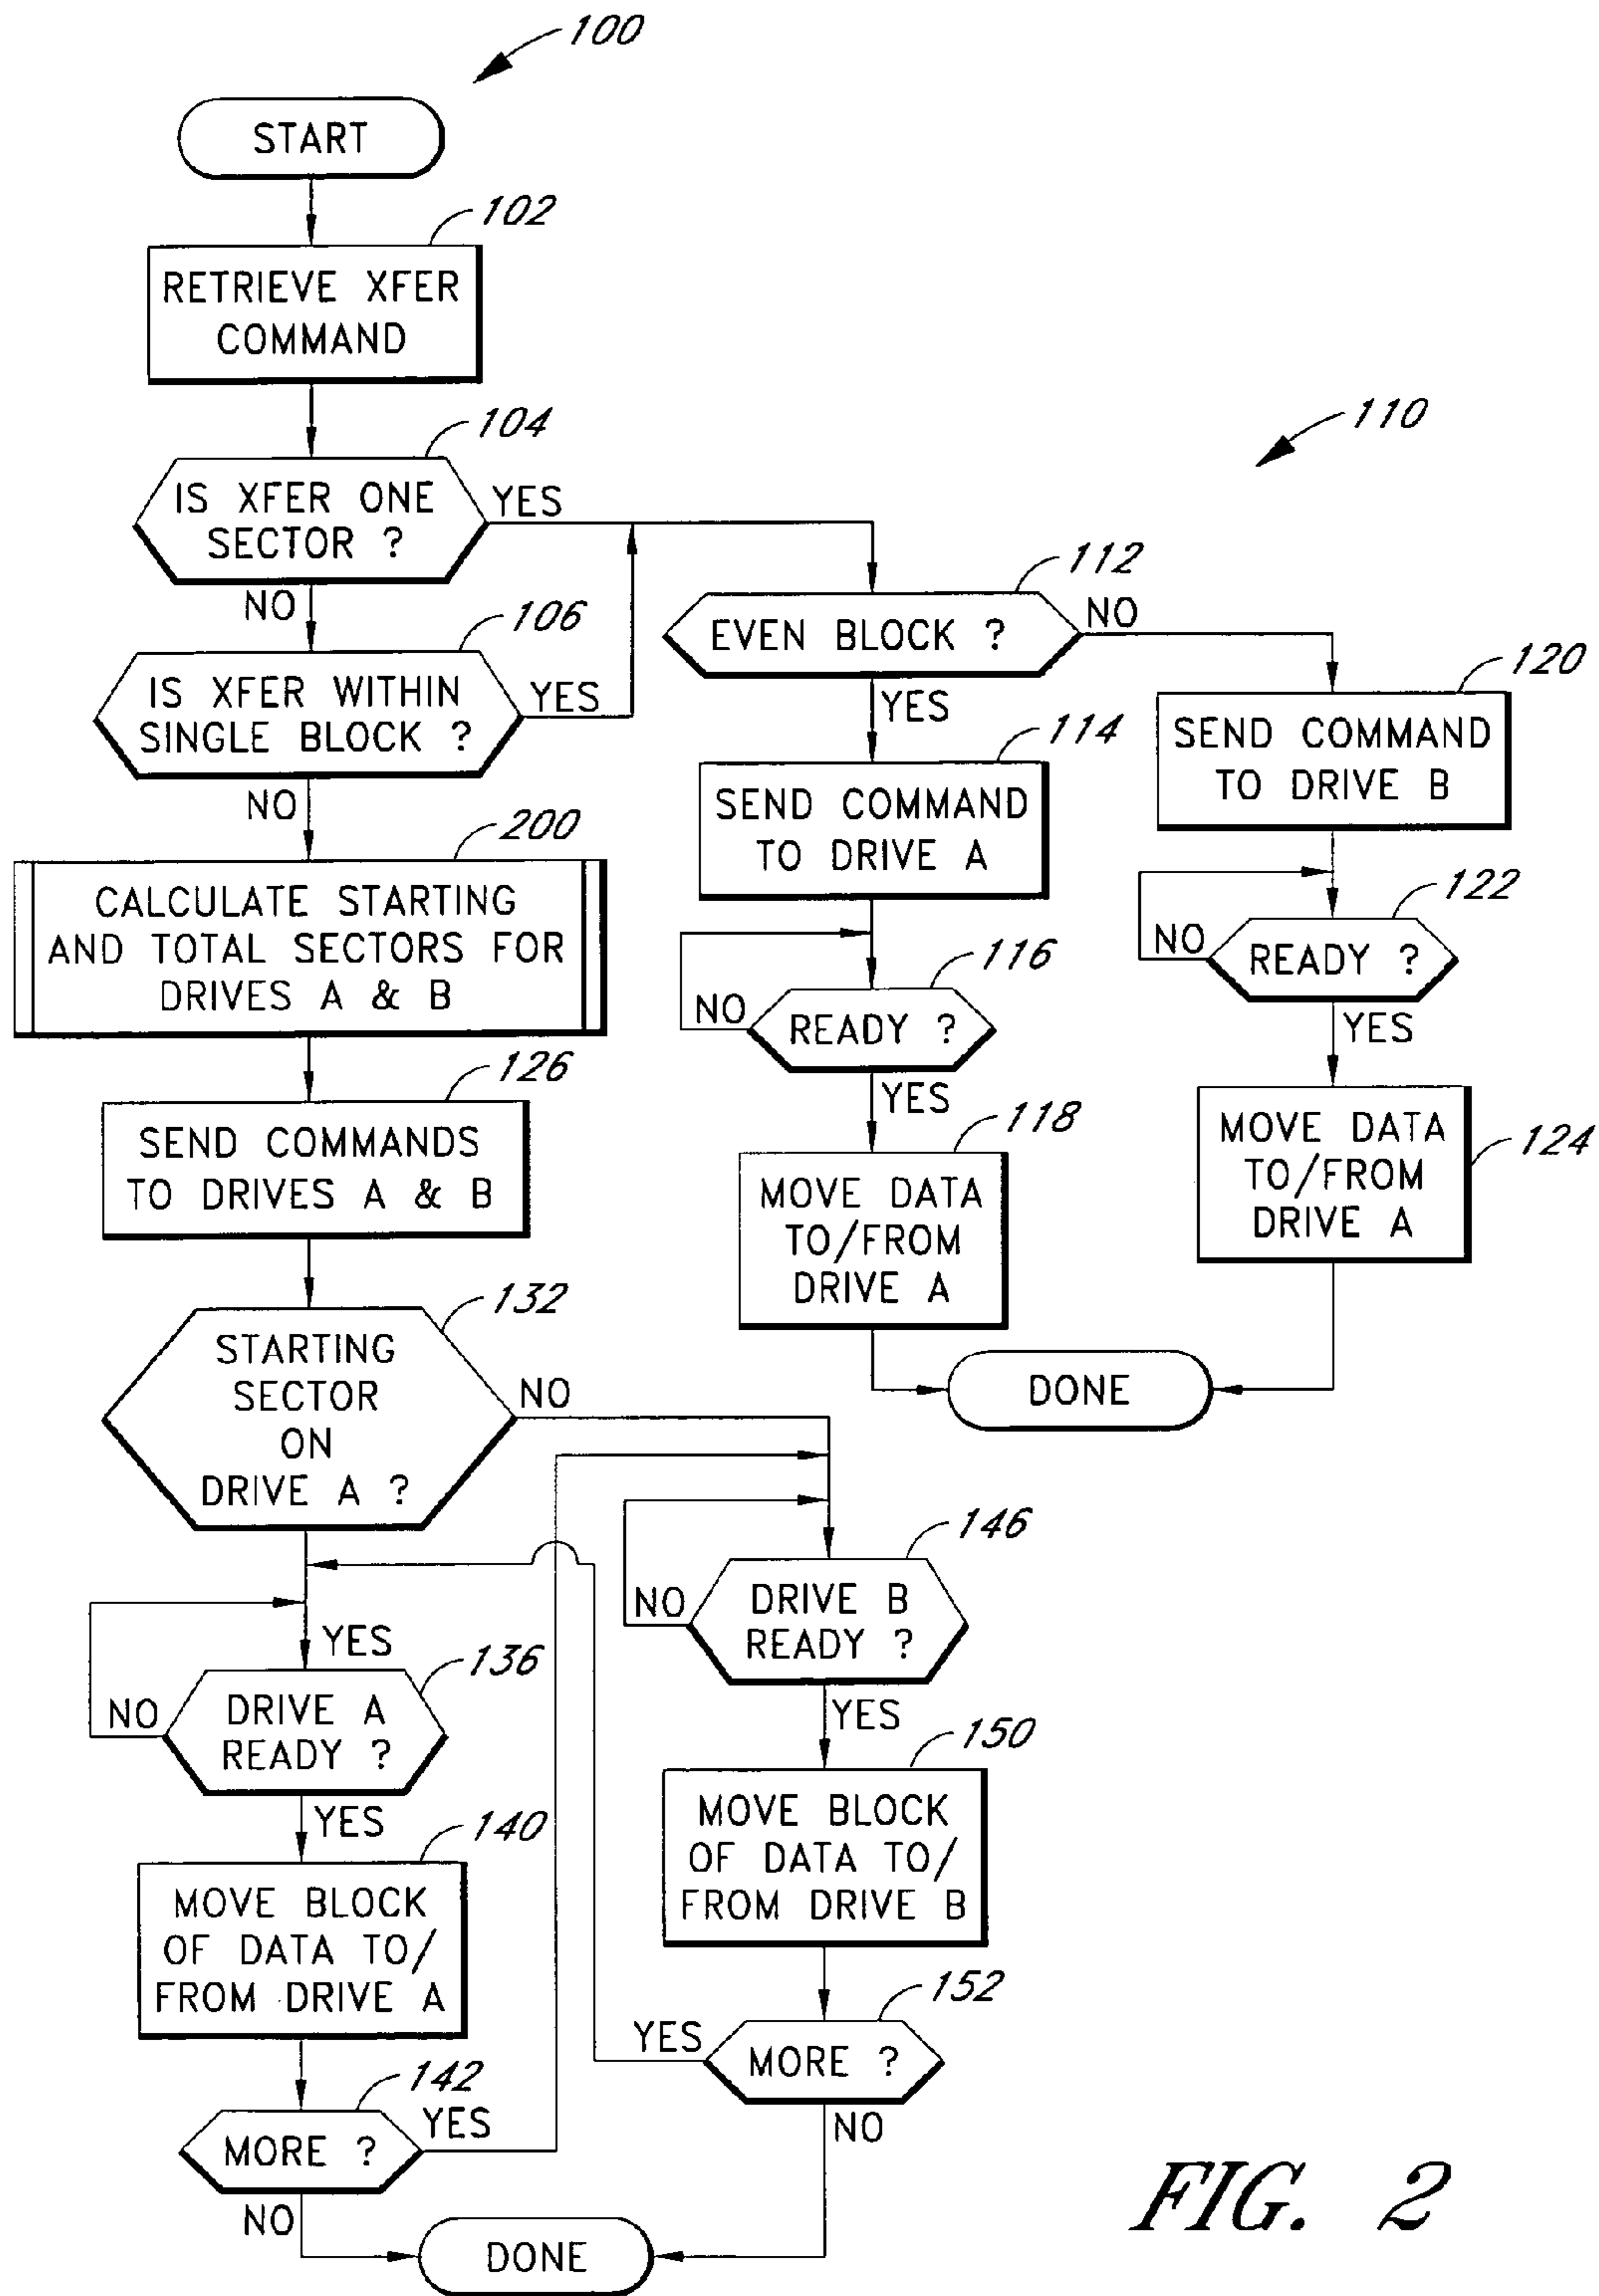 100
START
102
RETRIEVE XFER
COMMAND
104
IS XFER ONE
SECTOR ?
YES
NO
106
IS XFER WITHIN
SINGLE BLOCK ?
YES
NO
200
CALCULATE STARTING
AND TOTAL SECTORS FOR
DRIVES A & B
126
SEND COMMANDS
TO DRIVES A & B
110
112
EVEN BLOCK ?
NO
YES
114
SEND COMMAND
TO DRIVE A
116
READY ?
NO
YES
118
MOVE DATA
TO/FROM
DRIVE A
120
SEND COMMAND
TO DRIVE B
122
READY ?
NO
YES
124
MOVE DATA
TO/FROM
DRIVE A
DONE
132
STARTING
SECTOR
ON
DRIVE A ?
NO
YES
136
DRIVE A
READY ?
NO
YES
140
MOVE BLOCK
OF DATA TO/
FROM DRIVE A
142
MORE ?
YES
NO
146
DRIVE B
READY ?
NO
YES
150
MOVE BLOCK
OF DATA TO/
FROM DRIVE B
152
MORE ?
YES
NO
DONE
FIG. 2